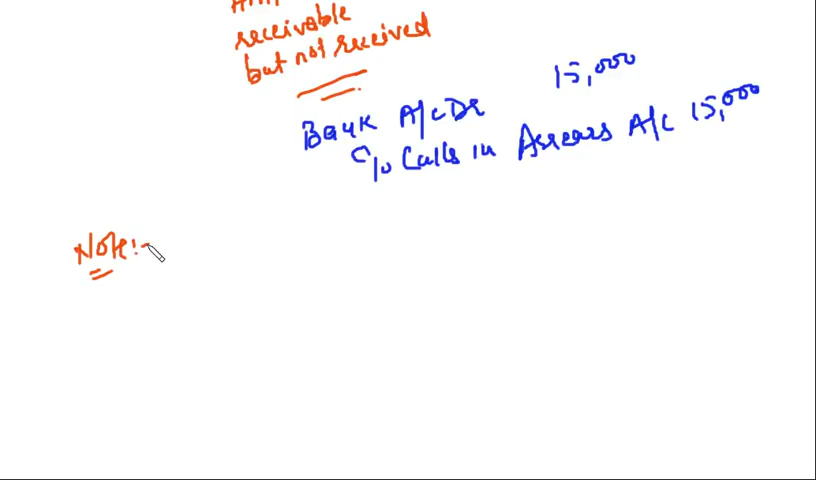 receivable
but not received
Bank A/c Dr 15,000
To Calls in Arrears A/c 15,000
Note:-